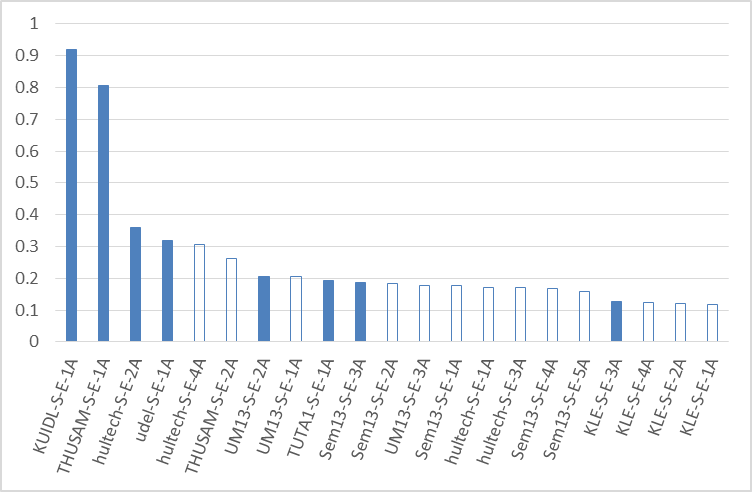 1
0.9
0.8
0.7
0.6
0.5
0.4
0.3
0.2
0.1
0
KUIDL-S-E-1A
THUSAM-S-E-1A
hultech-S-E-2A
udel-S-E-1A
hultech-S-E-4A
THUSAM-S-E-2A
UM13-S-E-2A
UM13-S-E-1A
TUTA1-S-E-1A
Sem13-S-E-3A
Sem13-S-E-2A
UM13-S-E-3A
Sem13-S-E-1A
hultech-S-E-1A
hultech-S-E-3A
Sem13-S-E-4A
Sem13-S-E-5A
KLE-S-E-3A
KLE-S-E-4A
KLE-S-E-2A
KLE-S-E-1A